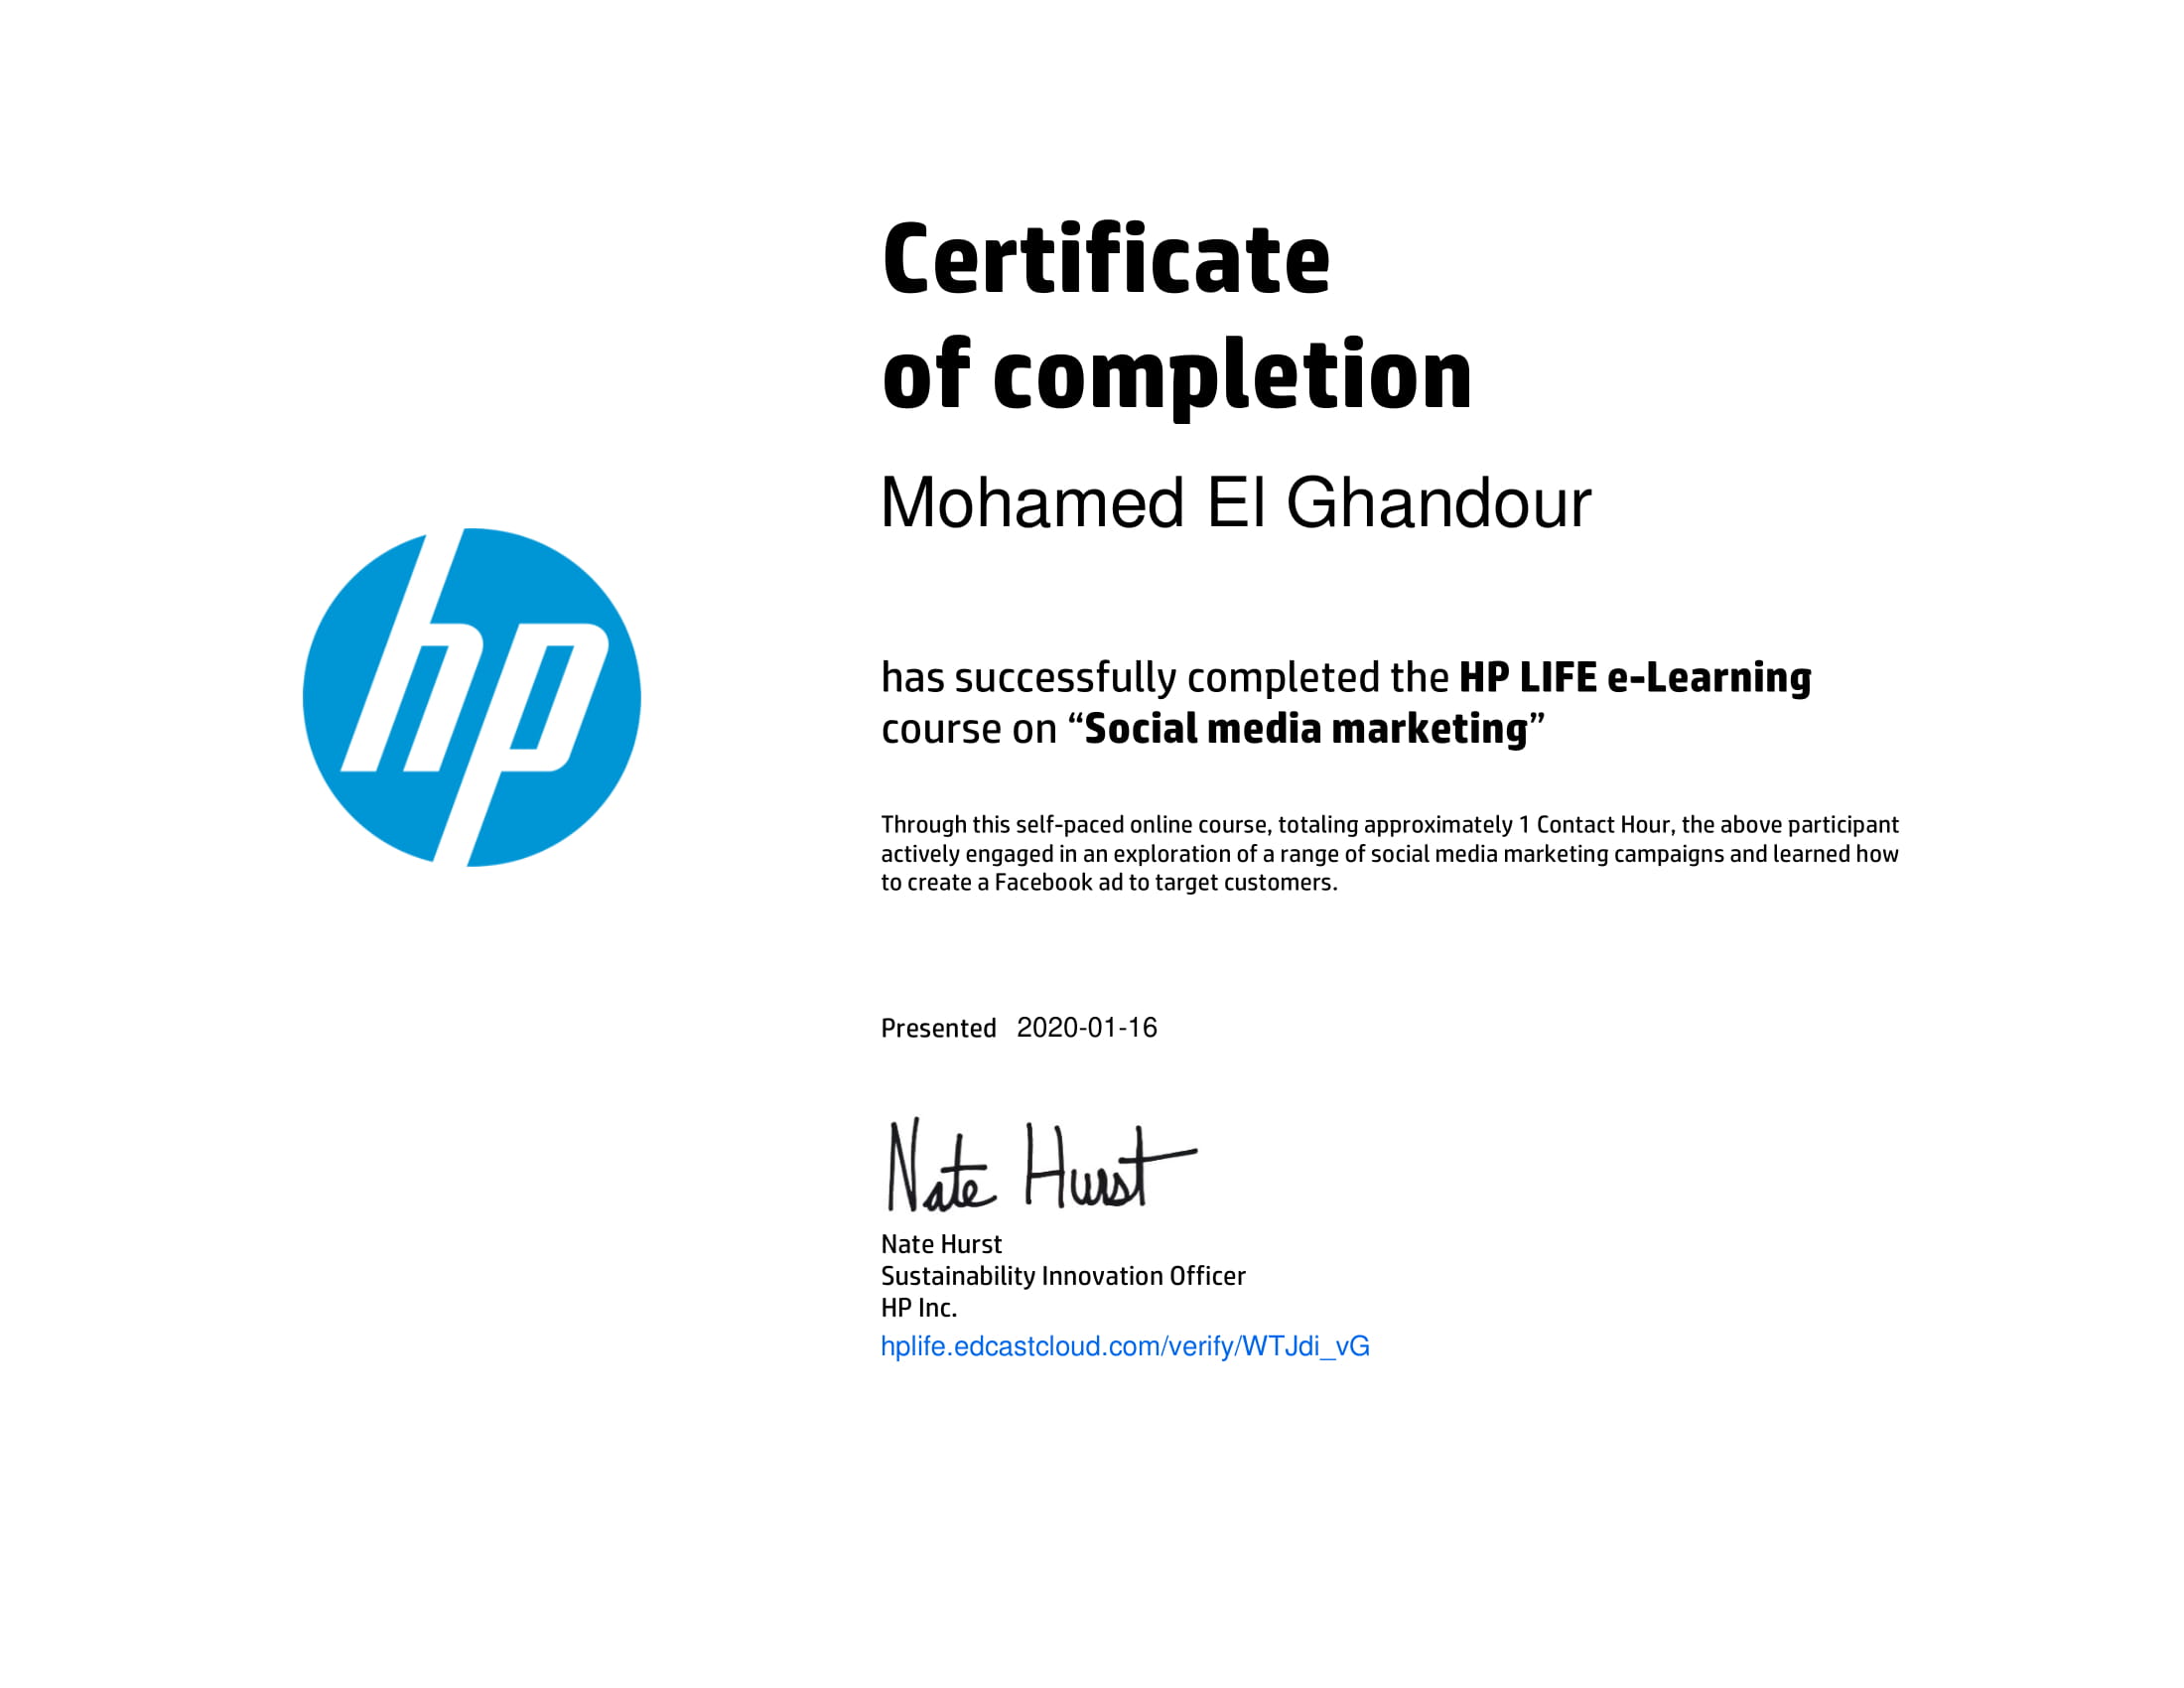 Certificate
of completion
Mohamed El Ghandour
hp
has successfully completed the HP LIFE e-Learning
course on “Social media marketing”
Through this self-paced online course, totaling approximately 1 Contact Hour, the above participant
actively engaged in an exploration of a range of social media marketing campaigns and learned how
to create a Facebook ad to target customers.
Presented 2020-01-16
Nate Hurst
Nate Hurst
Sustainability Innovation Officer
HP Inc.
hplife.edcastcloud.com/verify/WTJdi_vG